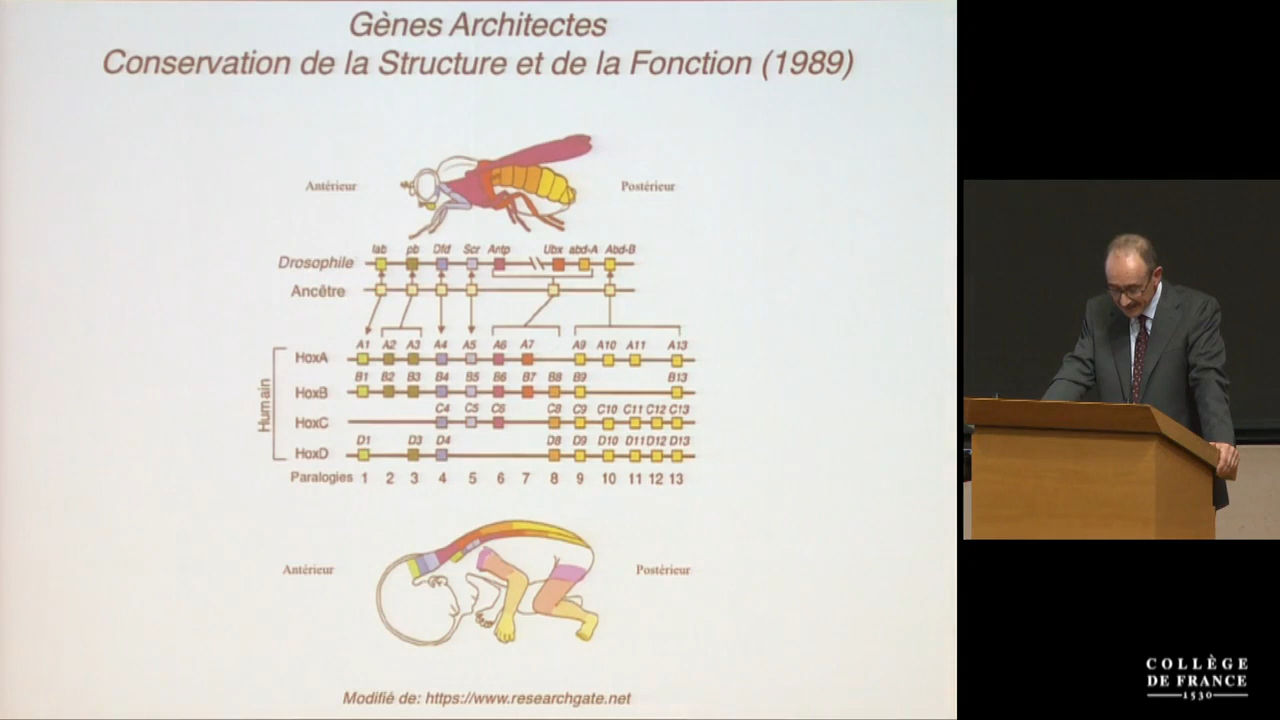 Gènes Architectes
Conservation de la Structure et de la Fonction (1989)
Antérieur
Postérieur
lab pb Dfd Scr Antp Ubx abd-A Abd-B
Drosophile
Ancêtre
A1 A2 A3 A4 A5 A6 A7 A9 A10 A11 A13
HoxA
B1 B2 B3 B4 B5 B6 B7 B8 B9 B13
HoxB
C4 C5 C6 C8 C9 C10 C11 C12 C13
HoxC
D1 D3 D4 D8 D9 D10 D11 D12 D13
HoxD
Humain
Paralogies 1 2 3 4 5 6 7 8 9 10 11 12 13
Antérieur
Postérieur
Modifié de: https://www.researchgate.net
COLLÈGE
DE FRANCE
1530